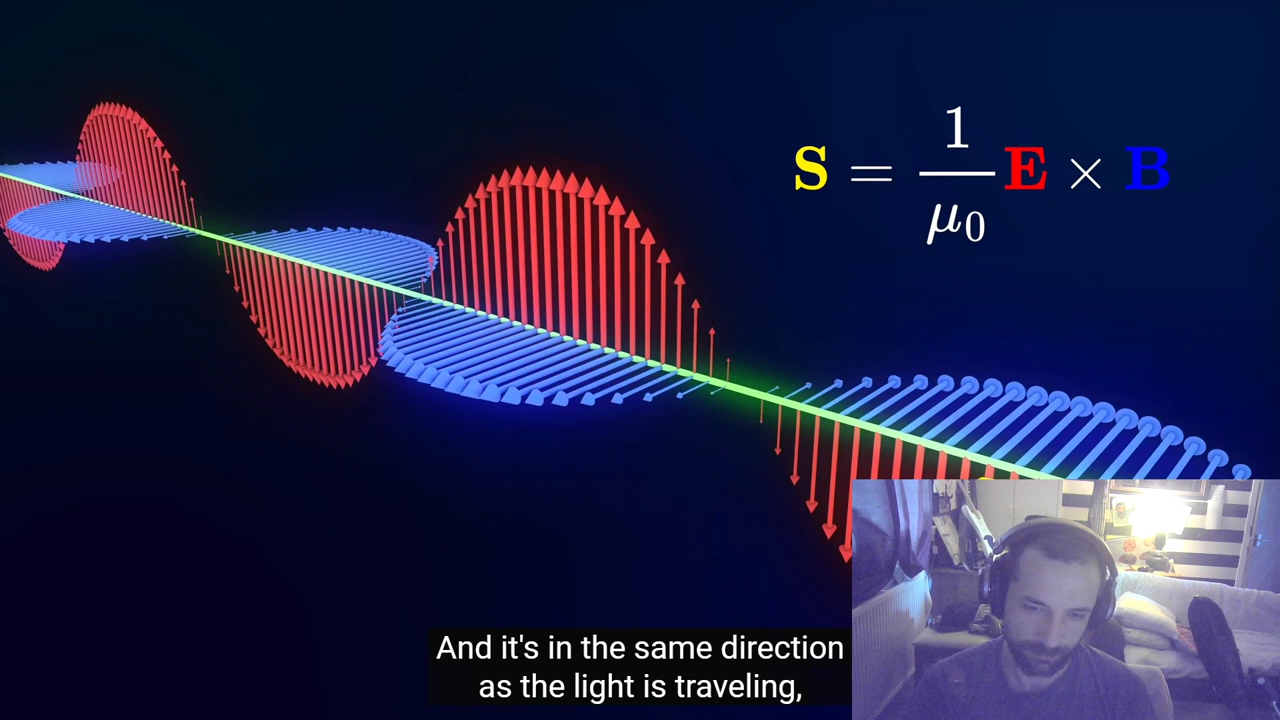 S = 1/μ₀ E × B
And it's in the same direction
as the light is traveling,